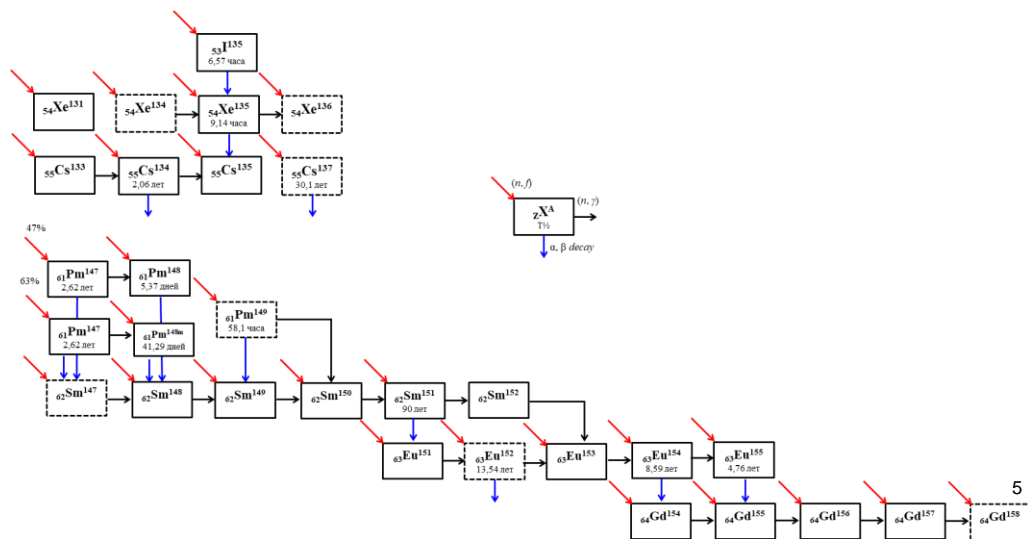 ₅₃I¹³⁵
6,57 часа
₅₄Xe¹³¹
₅₄Xe¹³⁴
₅₄Xe¹³⁵
9,14 часа
₅₄Xe¹³⁶
₅₅Cs¹³³
₅₅Cs¹³⁴
2,06 лет
₅₅Cs¹³⁵
₅₅Cs¹³⁷
30,1 лет
(n, f)
(n, γ)
zXᴬ
T½
α, β decay
47%
₆₁Pm¹⁴⁷
2,62 лет
₆₁Pm¹⁴⁸
5,37 дней
63%
₆₁Pm¹⁴⁷
2,62 лет
₆₁Pm¹⁴⁸ᵐ
41,29 дней
₆₁Pm¹⁴⁹
58,1 часа
₆₂Sm¹⁴⁷
₆₂Sm¹⁴⁸
₆₂Sm¹⁴⁹
₆₂Sm¹⁵⁰
₆₂Sm¹⁵¹
90 лет
₆₂Sm¹⁵²
₆₃Eu¹⁵¹
₆₃Eu¹⁵²
13,54 лет
₆₃Eu¹⁵³
₆₃Eu¹⁵⁴
8,59 лет
₆₃Eu¹⁵⁵
4,76 лет
₆₄Gd¹⁵⁴
₆₄Gd¹⁵⁵
₆₄Gd¹⁵⁶
₆₄Gd¹⁵⁷
₆₄Gd¹⁵⁸
5